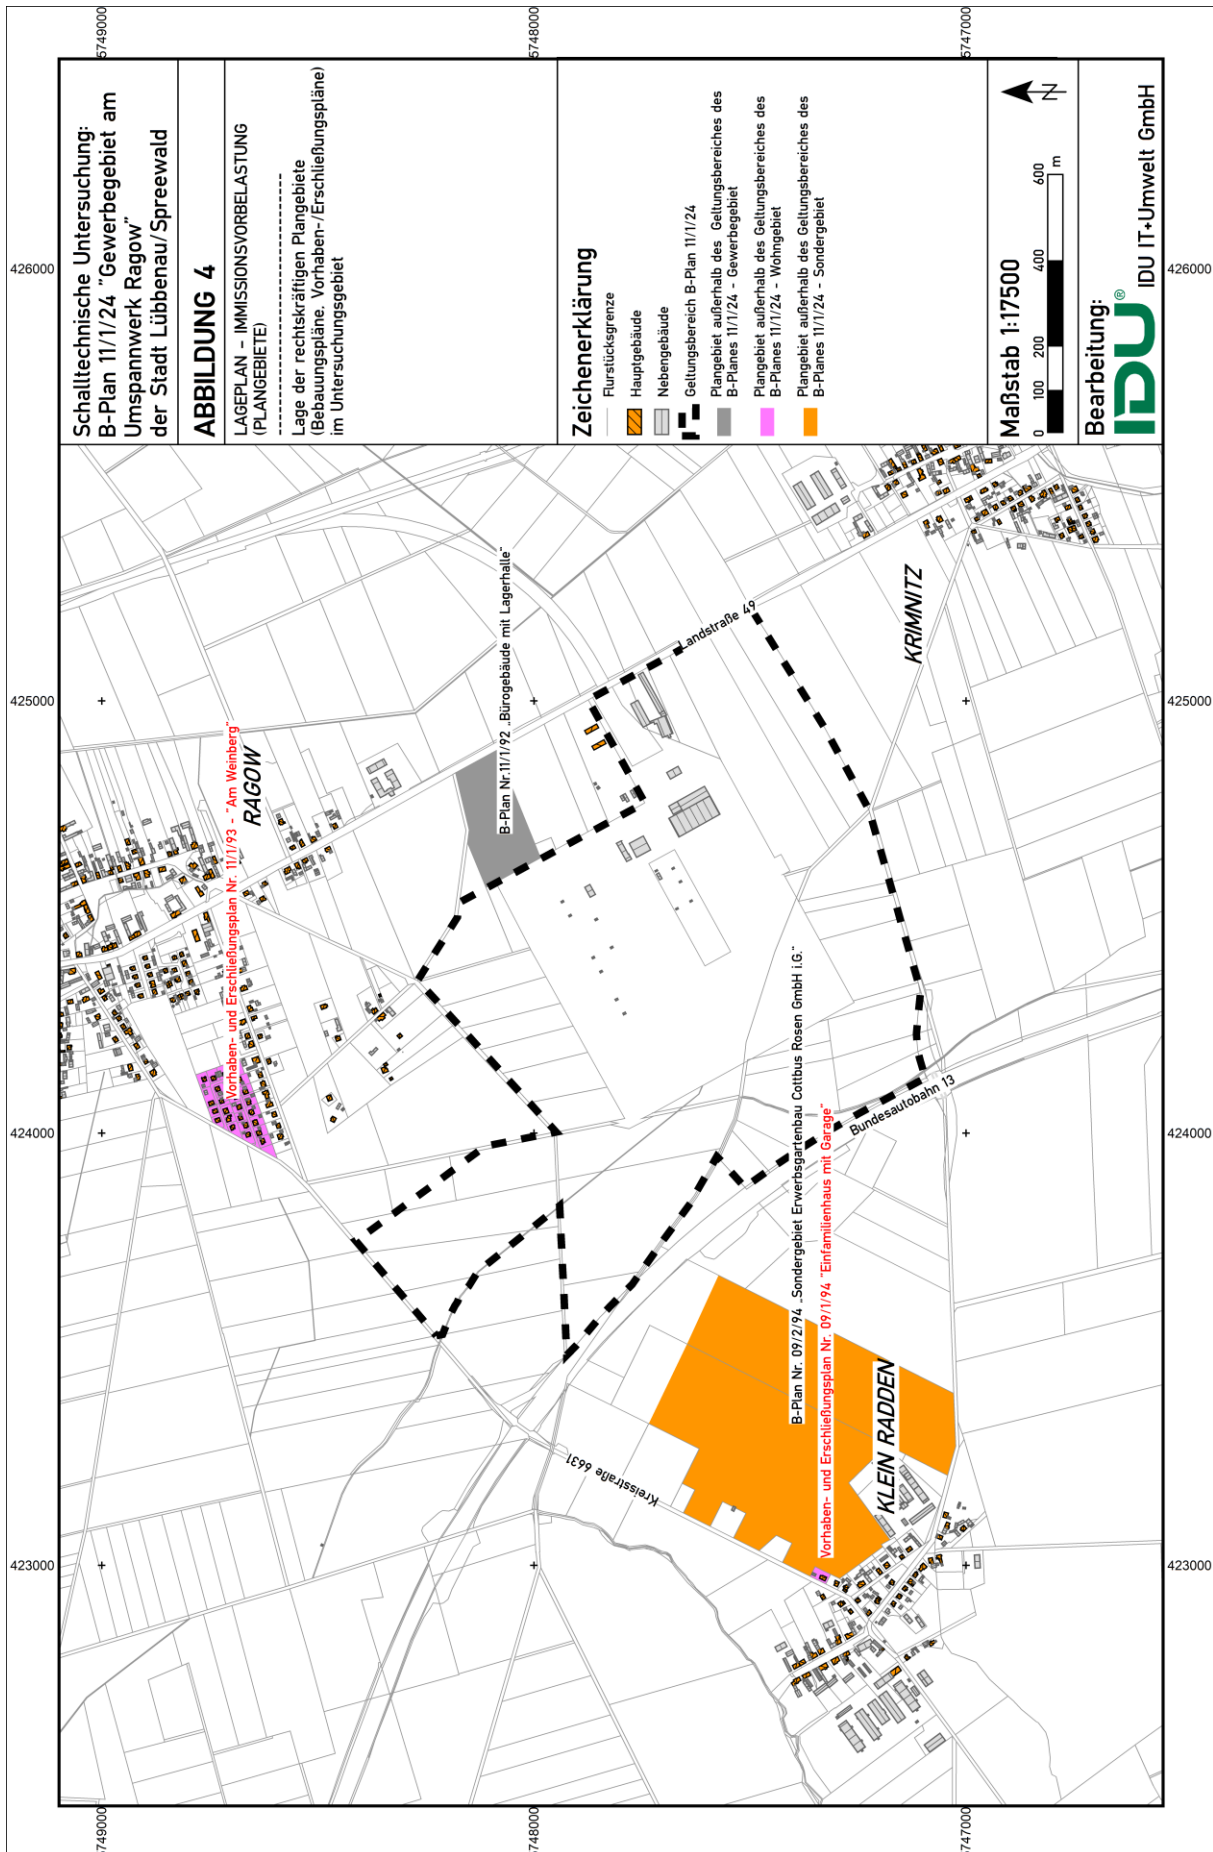 Schalltechnische Untersuchung:
B-Plan 11/1/24 "Gewerbegebiet am
Umspannwerk Ragow"
der Stadt Lübbenau/Spreewald
ABBILDUNG 4
LAGEPLAN - IMMISSIONSVORBELASTUNG
(PLANGEBIETE)
Lage der rechtskräftigen Plangebiete
(Bebauungspläne, Vorhaben-/Erschließungspläne)
im Untersuchungsgebiet
Zeichenerklärung
Flurstücksgrenze
Hauptgebäude
Nebengebäude
Geltungsbereich B-Plan 11/1/24
Plangebiet außerhalb des Geltungsbereiches des
B-Planes 11/1/24 - Gewerbegebiet
Plangebiet außerhalb des Geltungsbereiches des
B-Planes 11/1/24 - Wohngebiet
Plangebiet außerhalb des Geltungsbereiches des
B-Planes 11/1/24 - Sondergebiet
Maßstab 1:17500
0 100 200 400 600
m
N
Bearbeitung:
IDU®
IDU IT+Umwelt GmbH
RAGOW
Vorhaben- und Erschließungsplan Nr. 11/1/93 - "Am Weinberg"
B-Plan Nr.11/1/92 „Bürogebäude mit Lagerhalle"
Landstraße 49
KRIMNITZ
Bundesautobahn 13
B-Plan Nr. 09/2/94 „Sondergebiet Erwerbsgartenbau Cottbus Rosen GmbH i.G."
Vorhaben- und Erschließungsplan Nr. 09/1/94 "Einfamilienhaus mit Garage"
KLEIN RADDEN
Kreisstraße 6631
5749000
5748000
5747000
426000
425000
424000
423000
426000
425000
424000
423000
5749000
5748000
5747000